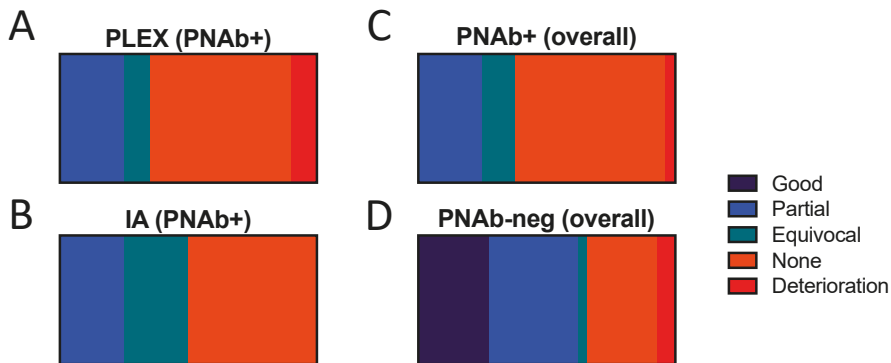 A
PLEX (PNAb+)
C
PNAb+ (overall)
B
IA (PNAb+)
D
PNAb-neg (overall)
Good
Partial
Equivocal
None
Deterioration